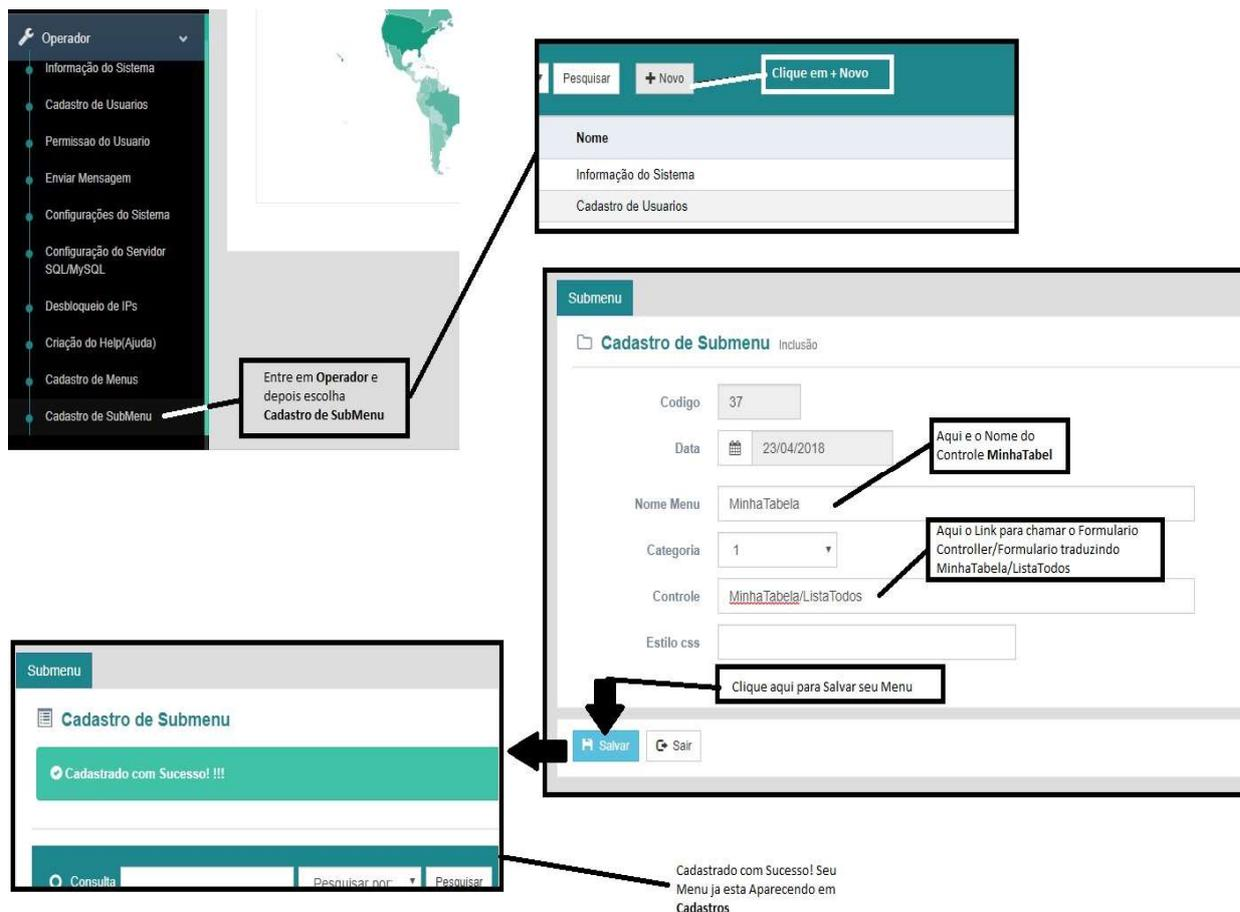 Operador
Informação do Sistema
Cadastro de Usuarios
Permissao do Usuario
Enviar Mensagem
Configurações do Sistema
Configuração do Servidor
SQL/MySQL
Desbloqueio de IPs
Criação do Help(Ajuda)
Cadastro de Menus
Cadastro de SubMenu
Entre em Operador e
depois escolha
Cadastro de SubMenu
Pesquisar
+ Novo
Clique em + Novo
Nome
Informação do Sistema
Cadastro de Usuarios
Submenu
Cadastro de Submenu Inclusão
Codigo 37
Data 23/04/2018
Aqui e o Nome do
Controle MinhaTabel
Nome Menu MinhaTabela
Categoria 1
Aqui o Link para chamar o Formulario
Controller/Formulario traduzindo
MinhaTabela/ListaTodos
Controle MinhaTabela/ListaTodos
Estilo css
Clique aqui para Salvar seu Menu
Salvar Sair
Submenu
Cadastro de Submenu
Cadastrado com Sucesso! !!!
Consulta Pesquisar por: Pesquisar
Cadastrado com Sucesso! Seu
Menu ja esta Aparecendo em
Cadastros